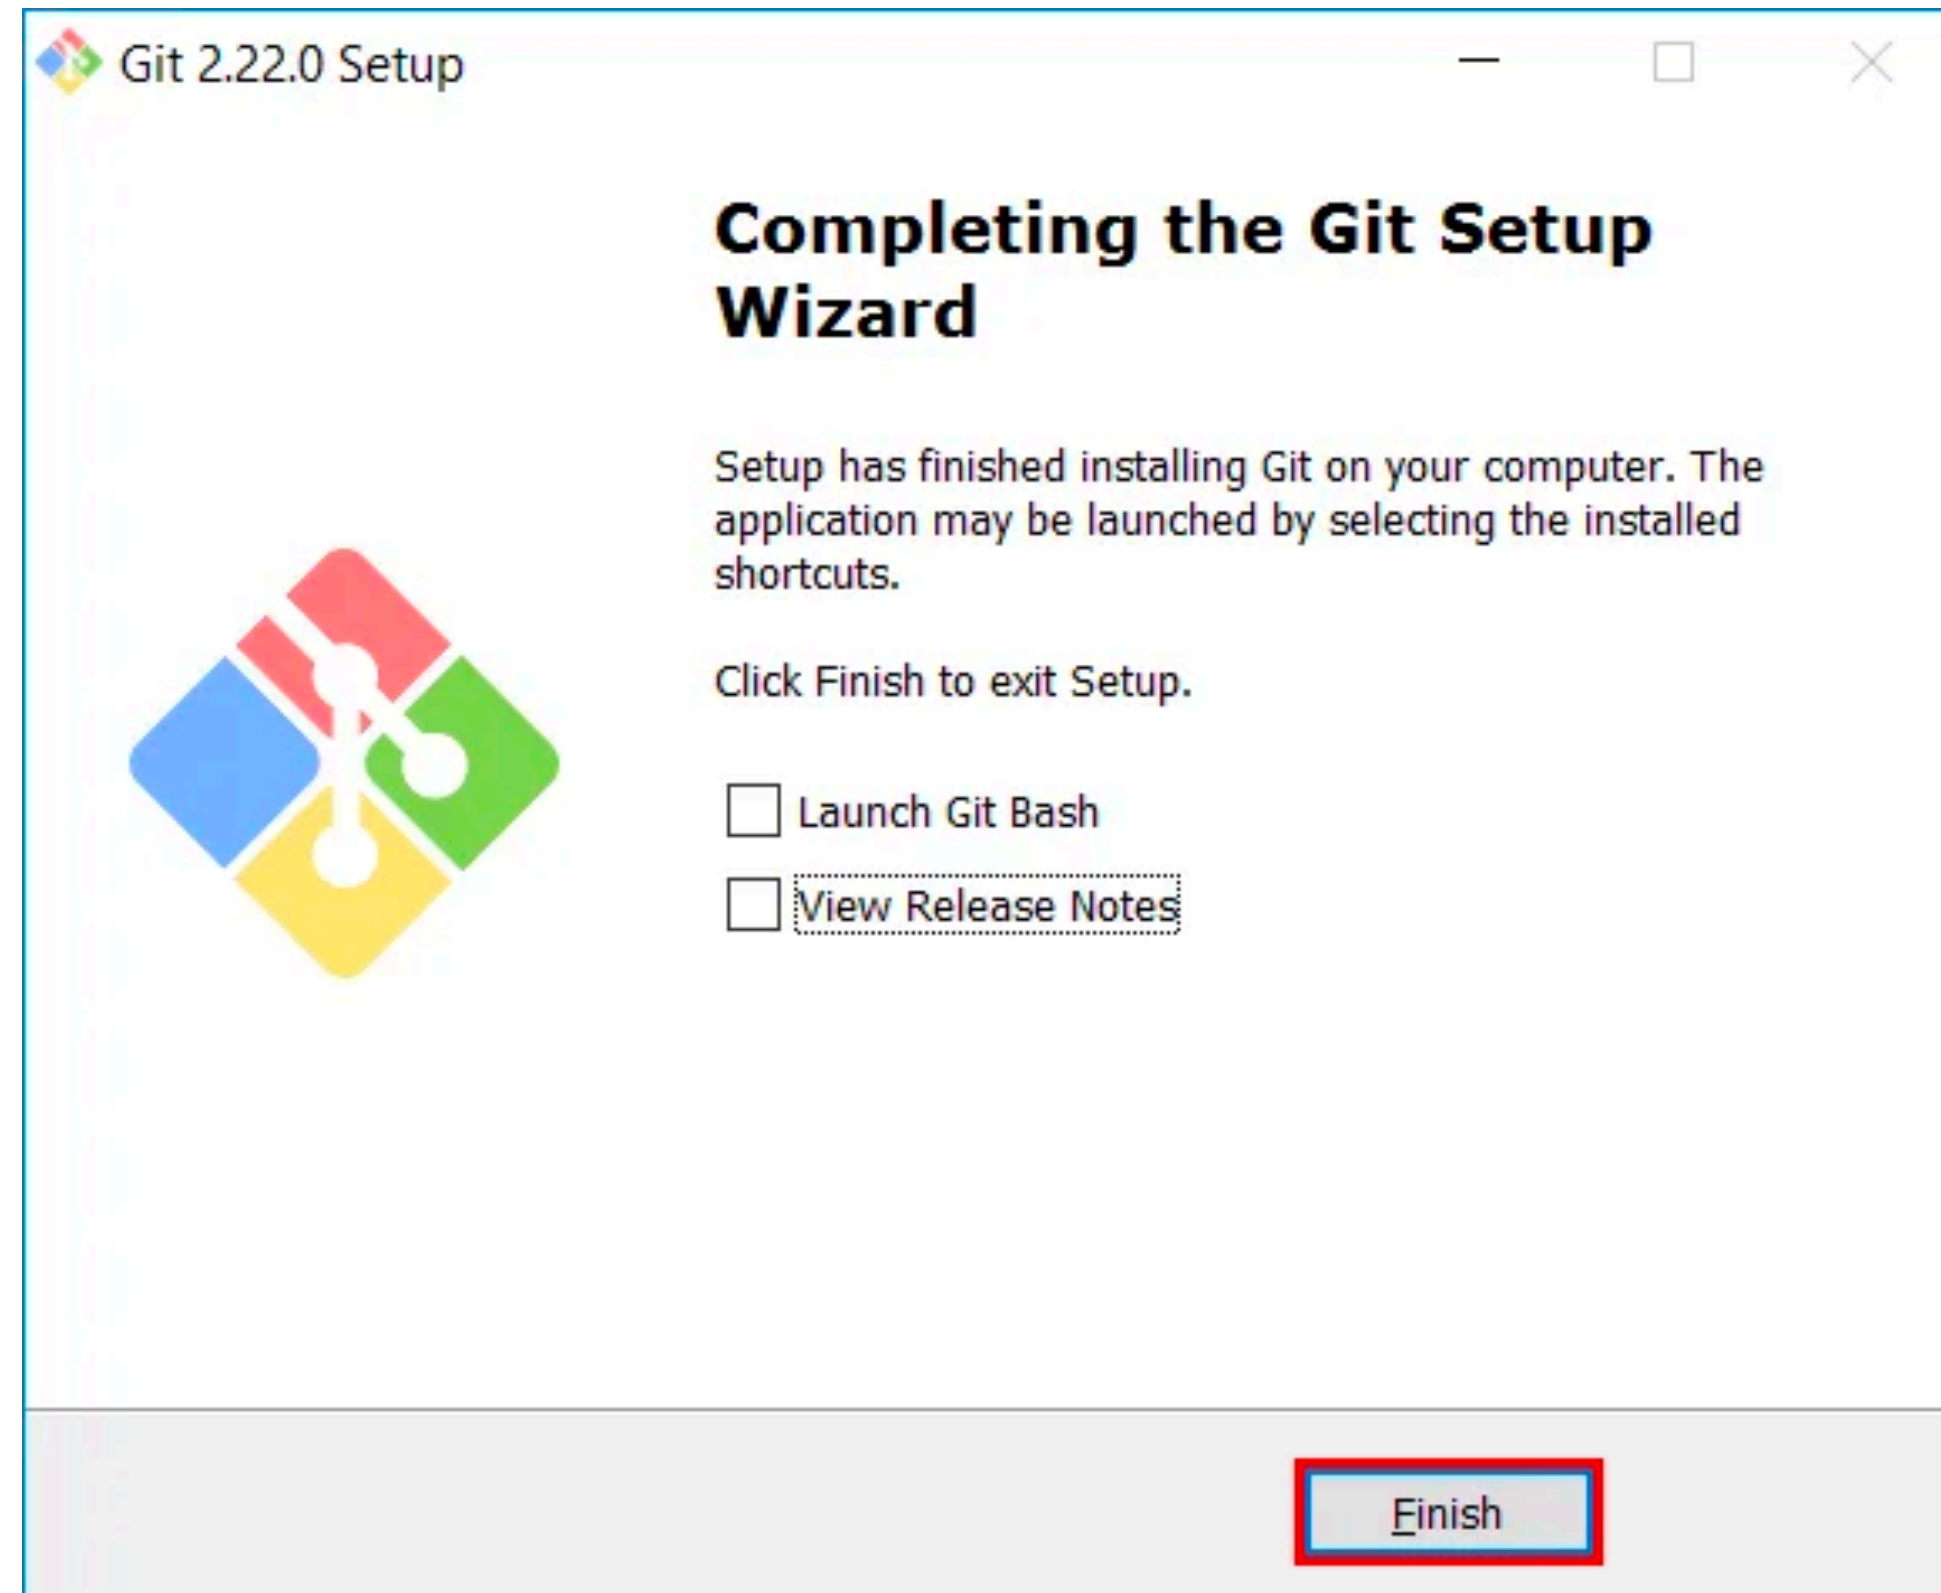 Git 2.22.0 Setup
Completing the Git Setup
Wizard
Setup has finished installing Git on your computer. The
application may be launched by selecting the installed
shortcuts.
Click Finish to exit Setup.
Launch Git Bash
View Release Notes
Finish